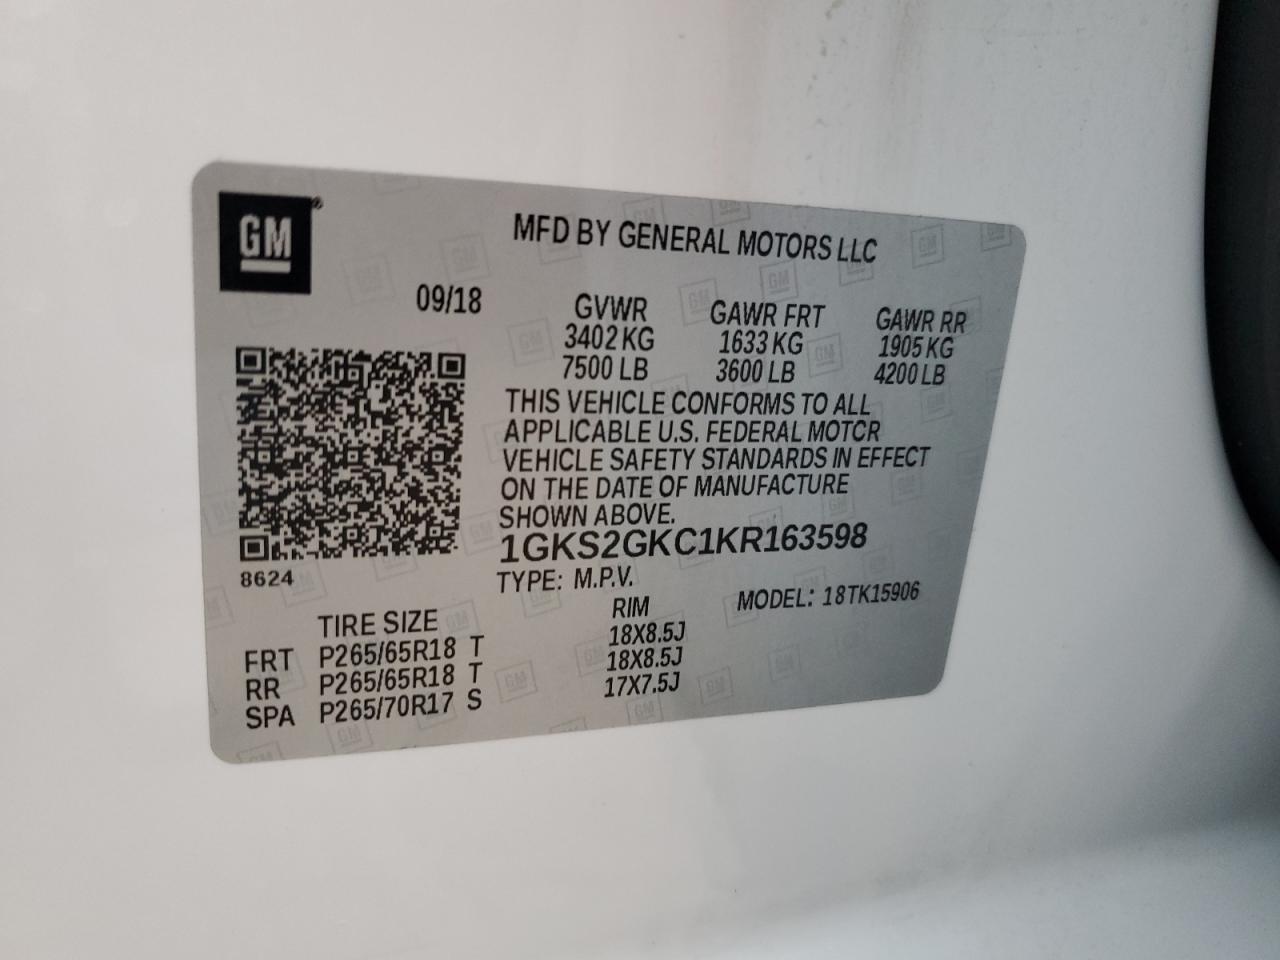 GM®
MFD BY GENERAL MOTORS LLC
09/18
GVWR GAWR FRT GAWR RR
3402 KG 1633 KG 1905 KG
7500 LB 3600 LB 4200 LB
THIS VEHICLE CONFORMS TO ALL
APPLICABLE U.S. FEDERAL MOTOR
VEHICLE SAFETY STANDARDS IN EFFECT
ON THE DATE OF MANUFACTURE
SHOWN ABOVE.
1GKS2GKC1KR163598
8624
TYPE: M.P.V. MODEL: 18TK15906
TIRE SIZE RIM
FRT P265/65R18 T 18X8.5J
RR P265/65R18 T 18X8.5J
SPA P265/70R17 S 17X7.5J